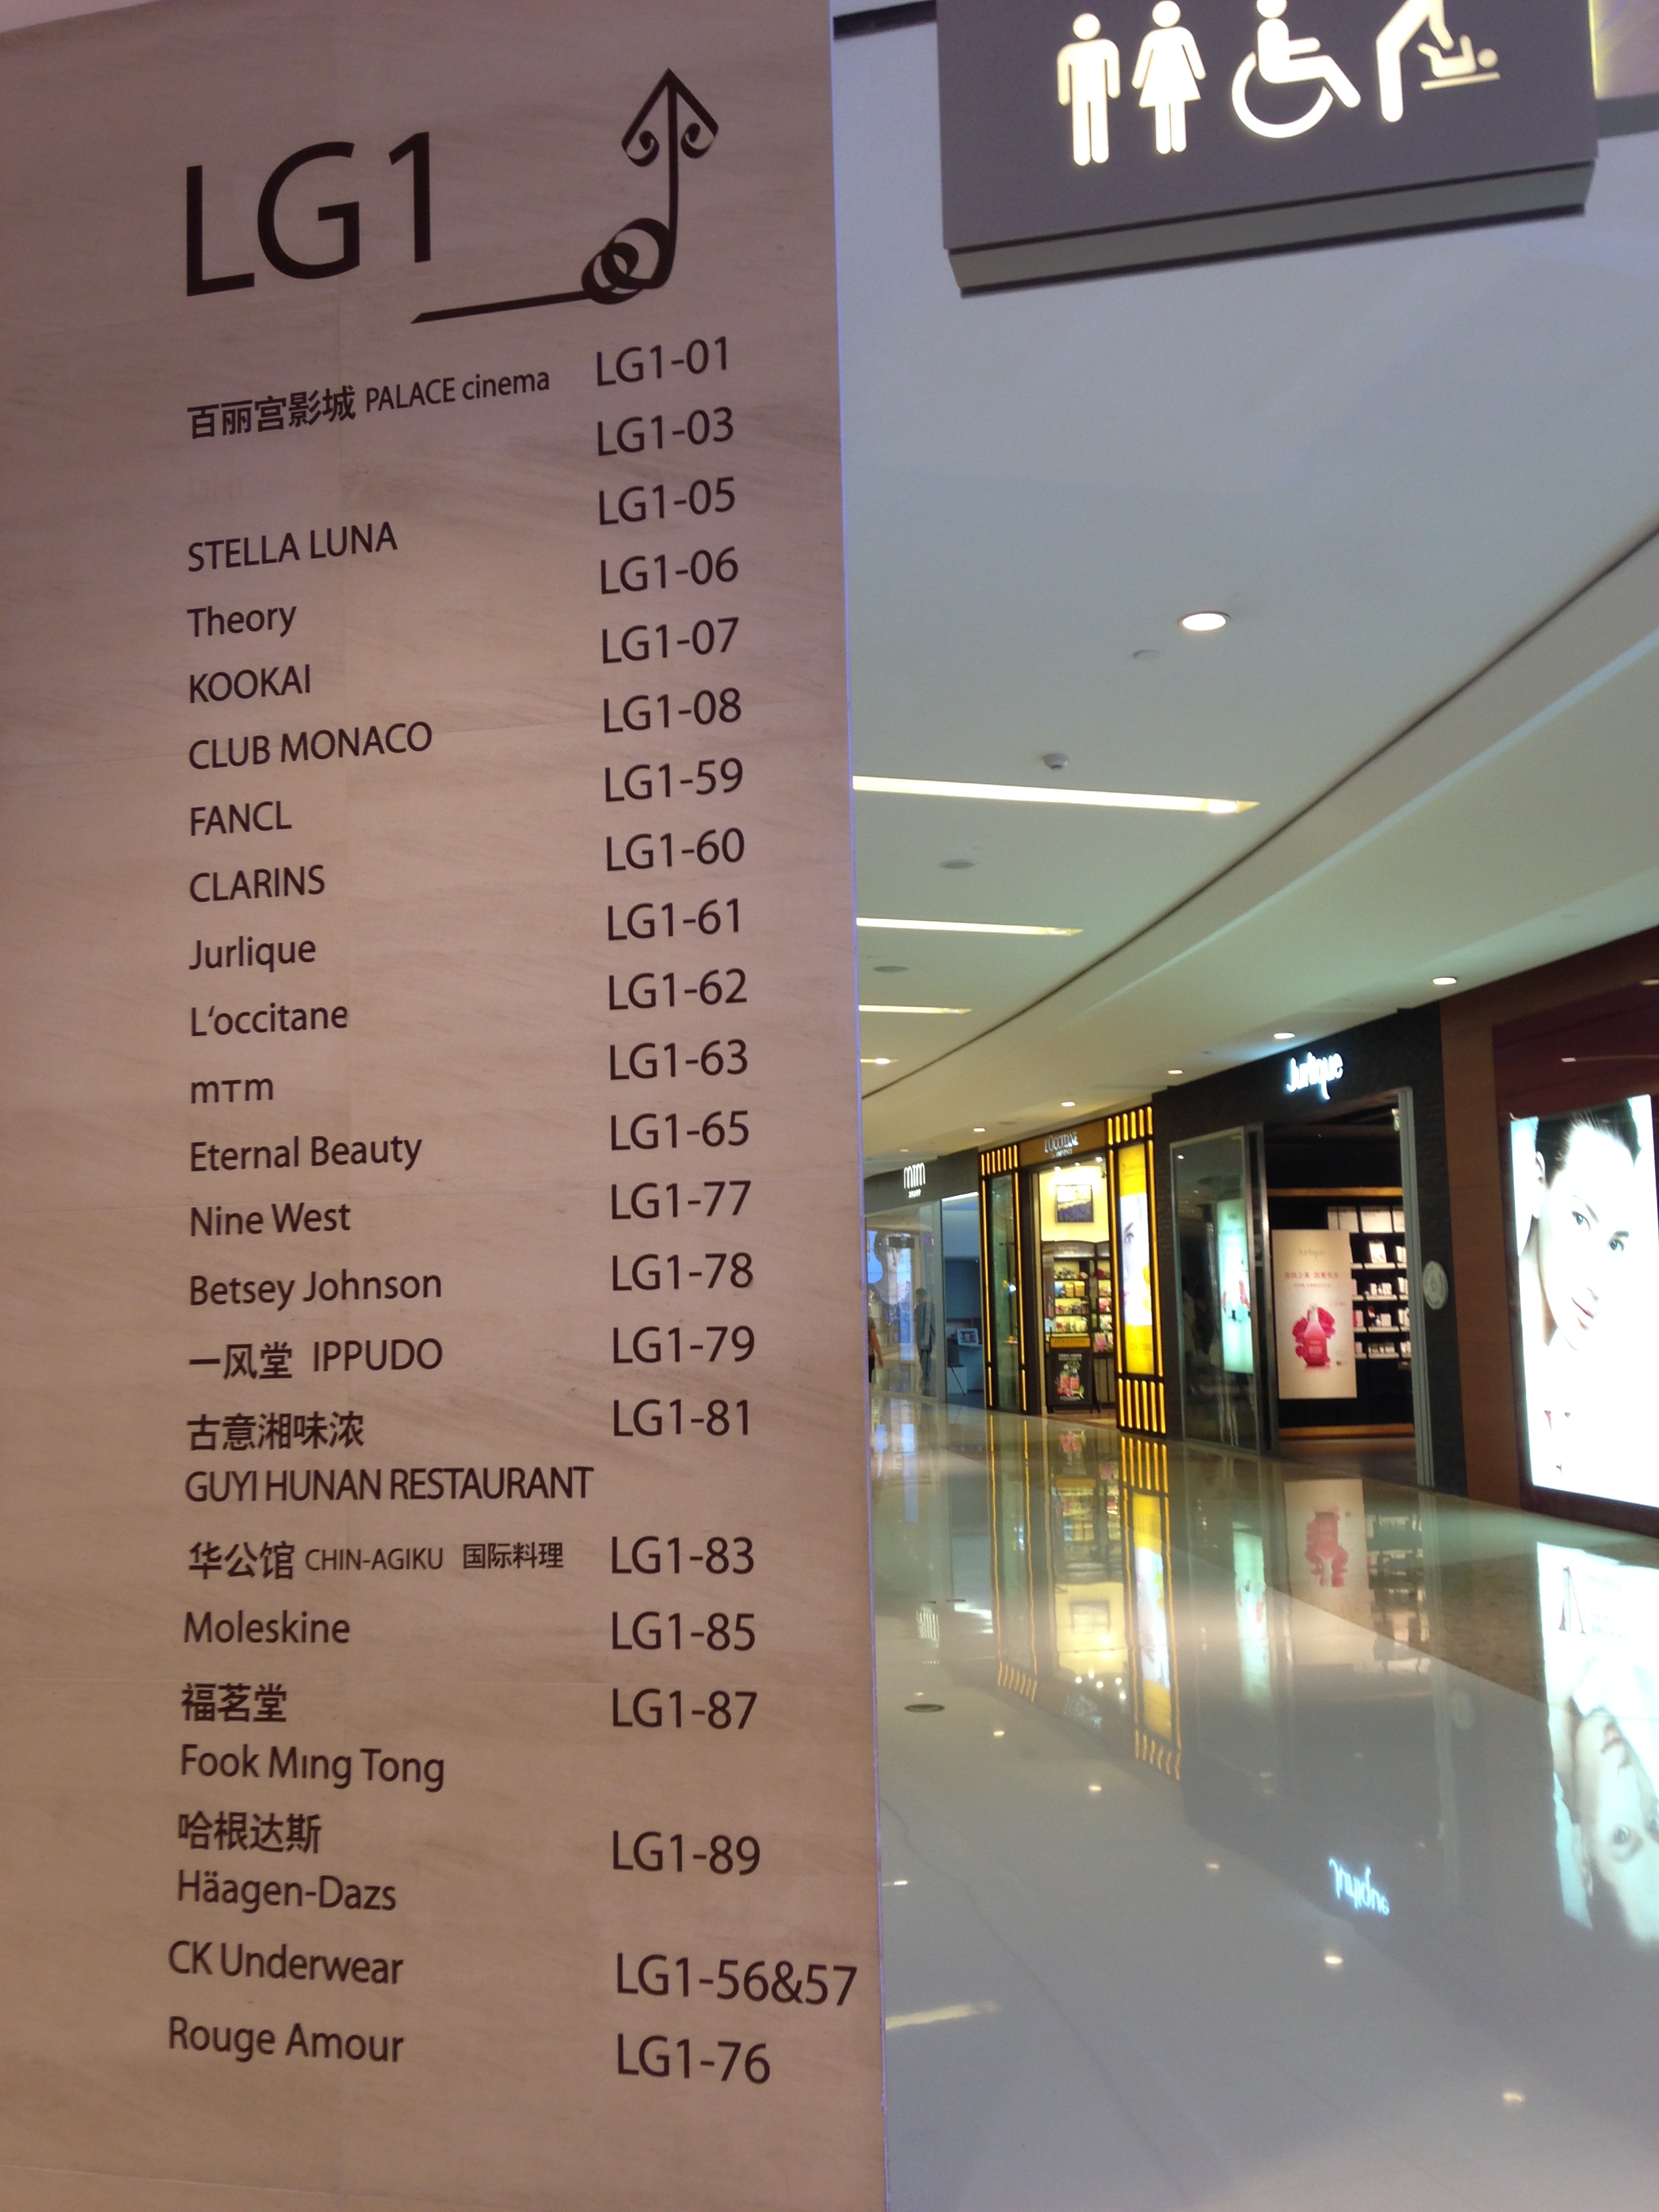 LG1
百丽宫影城 PALACE cinema LG1-01
LG1-03
STELLA LUNA LG1-05
Theory LG1-06
KOOKAI LG1-07
CLUB MONACO LG1-08
FANCL LG1-59
CLARINS LG1-60
Jurlique LG1-61
L‘occitane LG1-62
mTm LG1-63
Eternal Beauty LG1-65
Nine West LG1-77
Betsey Johnson LG1-78
一风堂 IPPUDO LG1-79
古意湘味浓 LG1-81
GUYI HUNAN RESTAURANT
华公馆 CHIN-AGIKU 国际料理 LG1-83
Moleskine LG1-85
福茗堂 LG1-87
Fook Ming Tong
哈根达斯 LG1-89
Häagen-Dazs
CK Underwear LG1-56&57
Rouge Amour LG1-76
Jurlique
L'OCCITANE
mTm